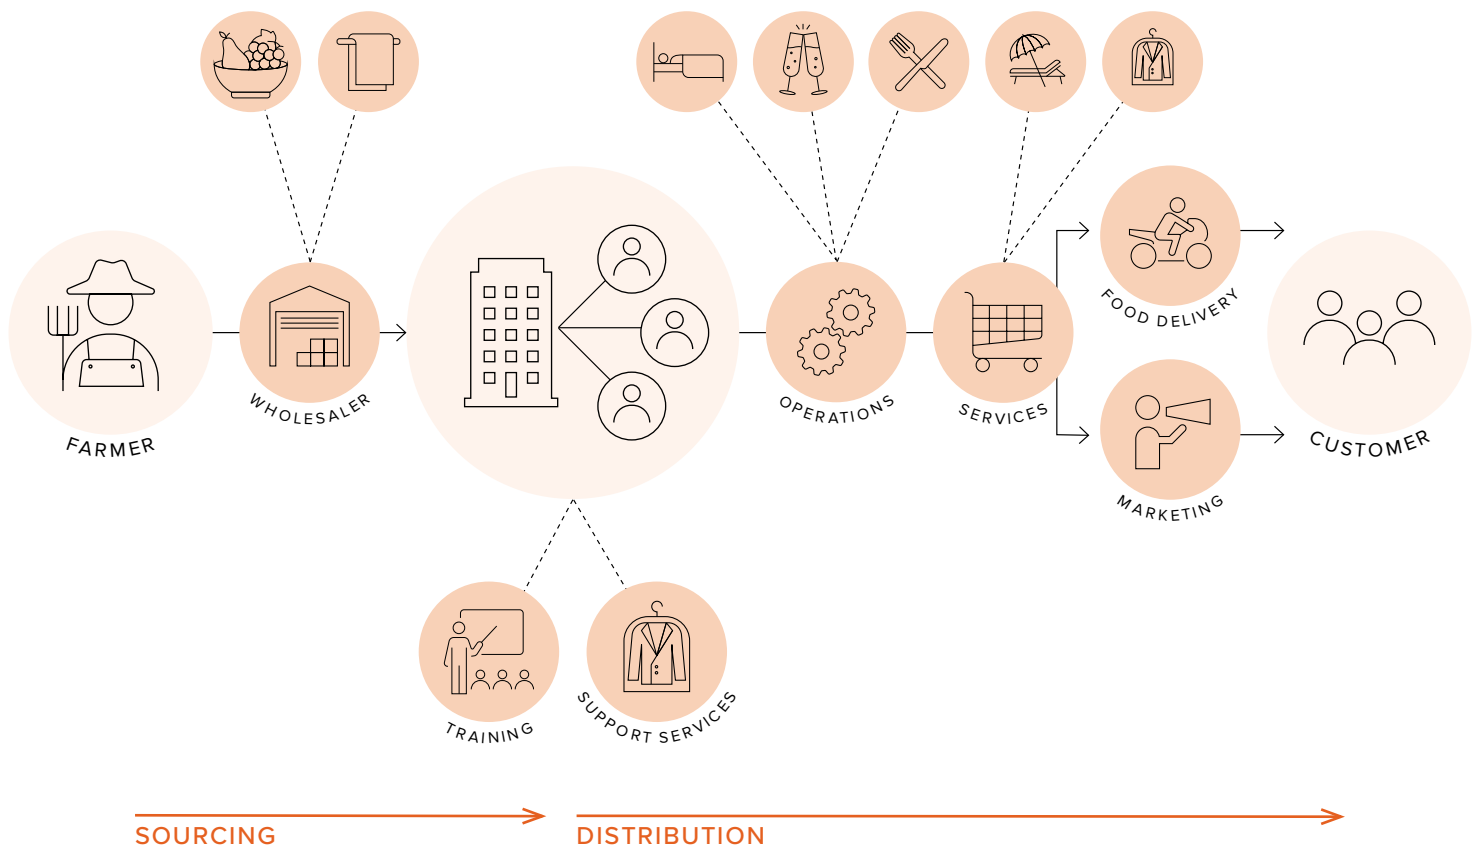 FARMER
WHOLESALER
OPERATIONS
SERVICES
FOOD DELIVERY
MARKETING
CUSTOMER
TRAINING
SUPPORT SERVICES
SOURCING
DISTRIBUTION